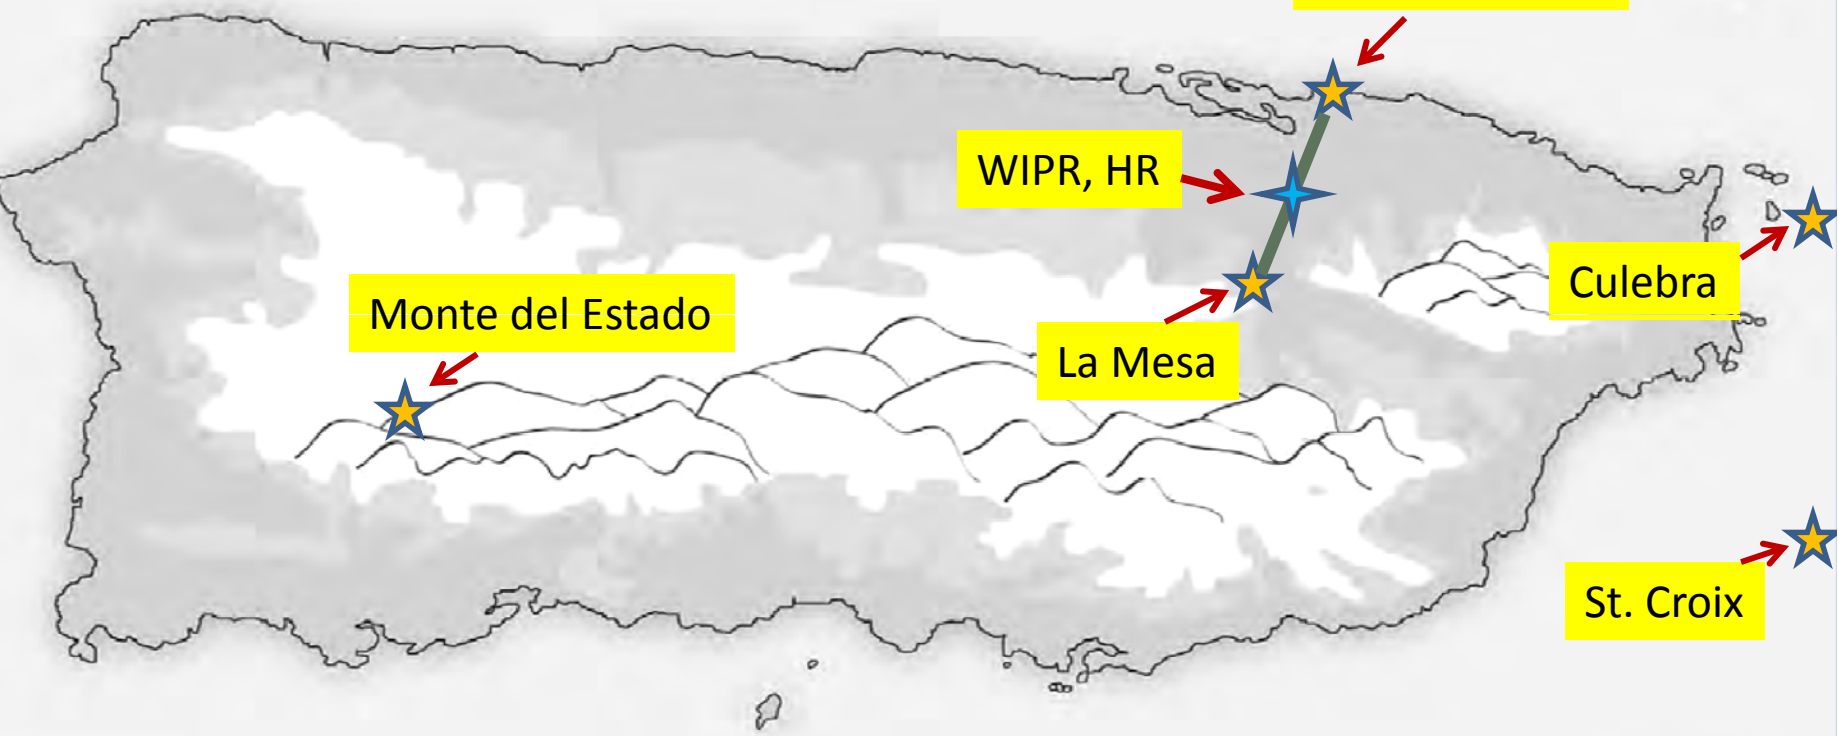 WIPR, HR
Culebra
Monte del Estado
La Mesa
St. Croix